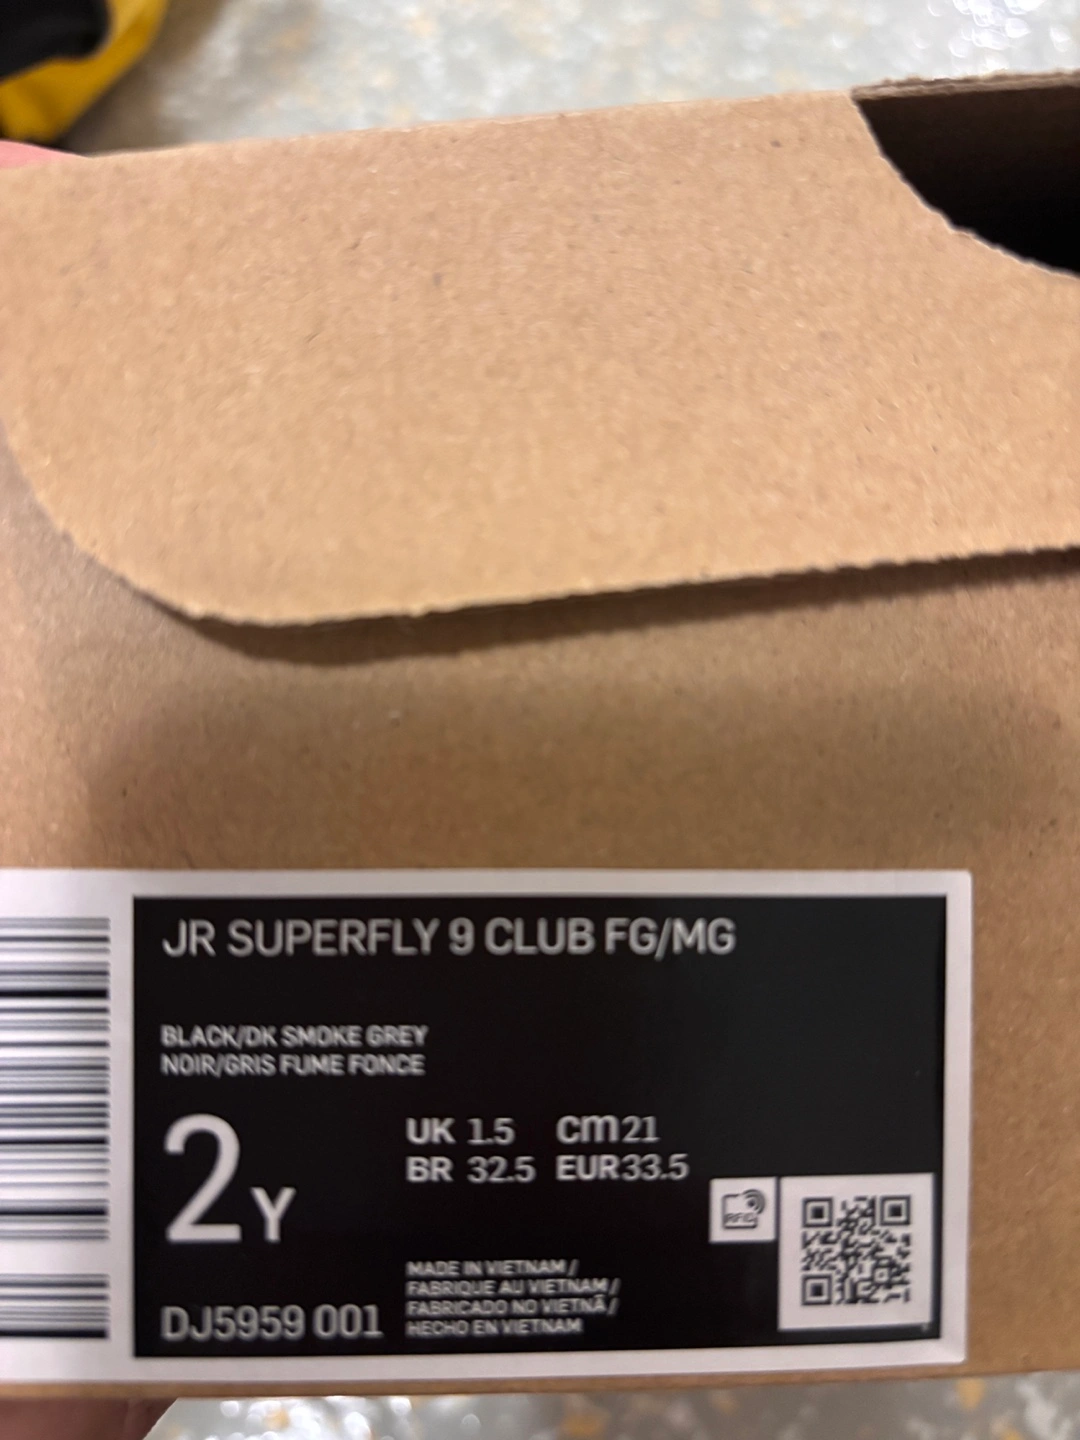 JR SUPERFLY 9 CLUB FG/MG
BLACK/DK SMOKE GREY
NOIR/GRIS FUME FONCE
2Y
UK 1.5 cm 21
BR 32.5 EUR 33.5
RFID
MADE IN VIETNAM /
FABRIQUE AU VIETNAM /
FABRICADO NO VIETNÃ /
HECHO EN VIETNAM
DJ5959 001